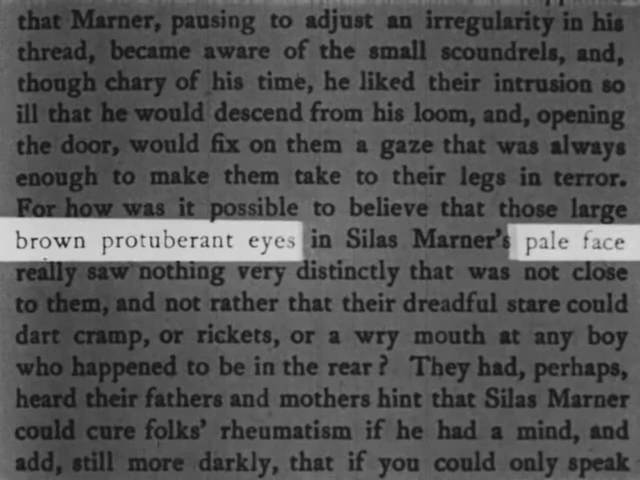 that Marner, pausing to adjust an irregularity in his
thread, became aware of the small scoundrels, and,
though chary of his time, he liked their intrusion so
ill that he would descend from his loom, and, opening
the door, would fix on them a gaze that was always
enough to make them take to their legs in terror.
For how was it possible to believe that those large
brown protuberant eyes in Silas Marner's pale face
really saw nothing very distinctly that was not close
to them, and not rather that their dreadful stare could
dart cramp, or rickets, or a wry mouth at any boy
who happened to be in the rear? They had, perhaps,
heard their fathers and mothers hint that Silas Marner
could cure folks' rheumatism if he had a mind, and
add, still more darkly, that if you could only speak